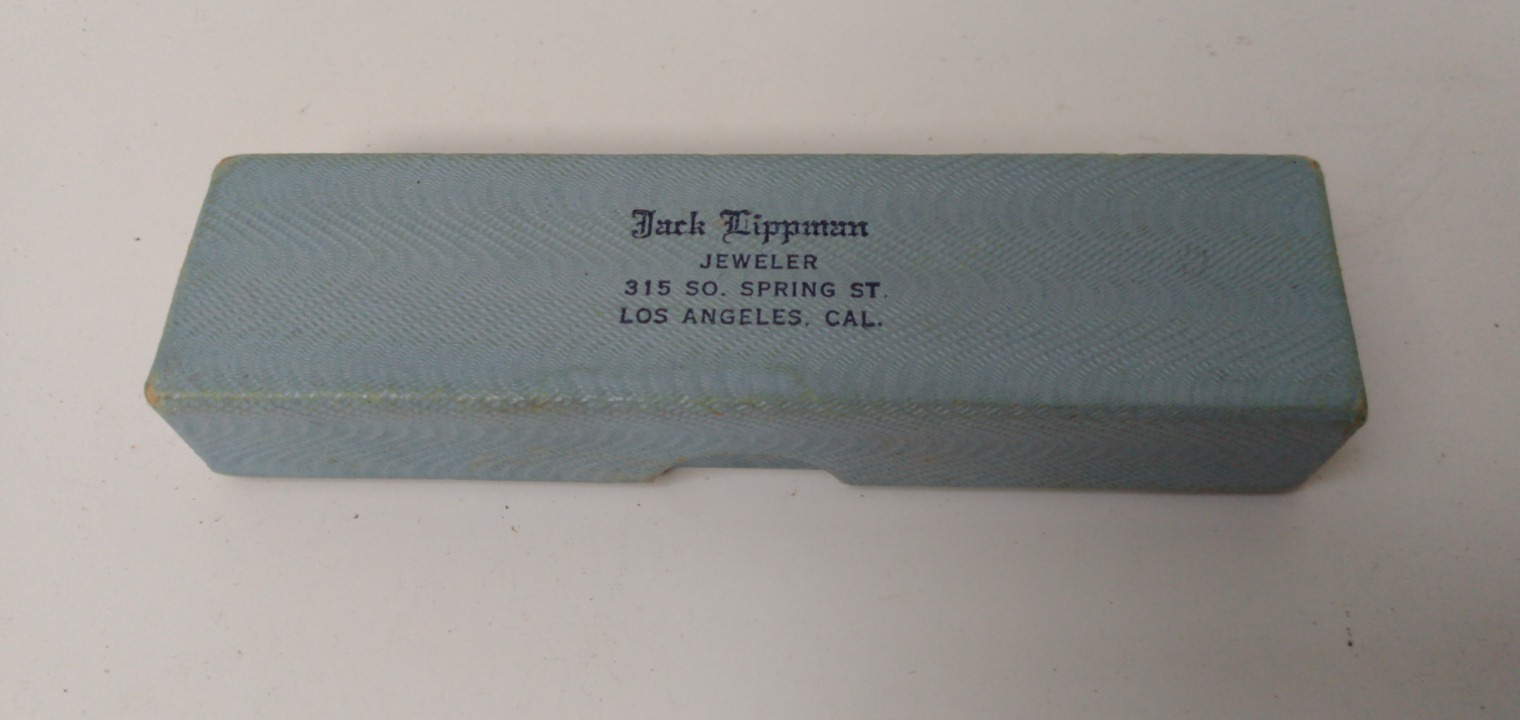 Jack Lippman
JEWELER
315 SO. SPRING ST.
LOS ANGELES, CAL.